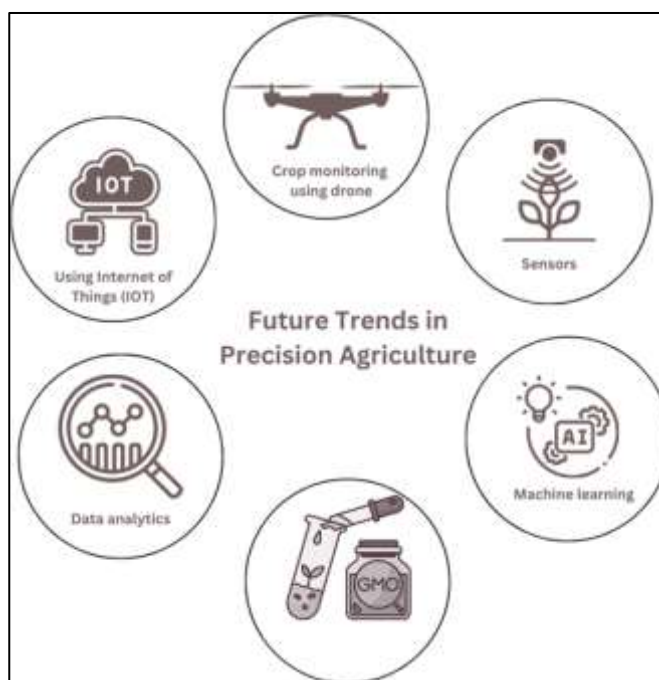 Crop monitoring
using drone
IOT
Using Internet of
Things (IOT)
Sensors
Future Trends in
Precision Agriculture
Data analytics
AI
Machine learning
GMO